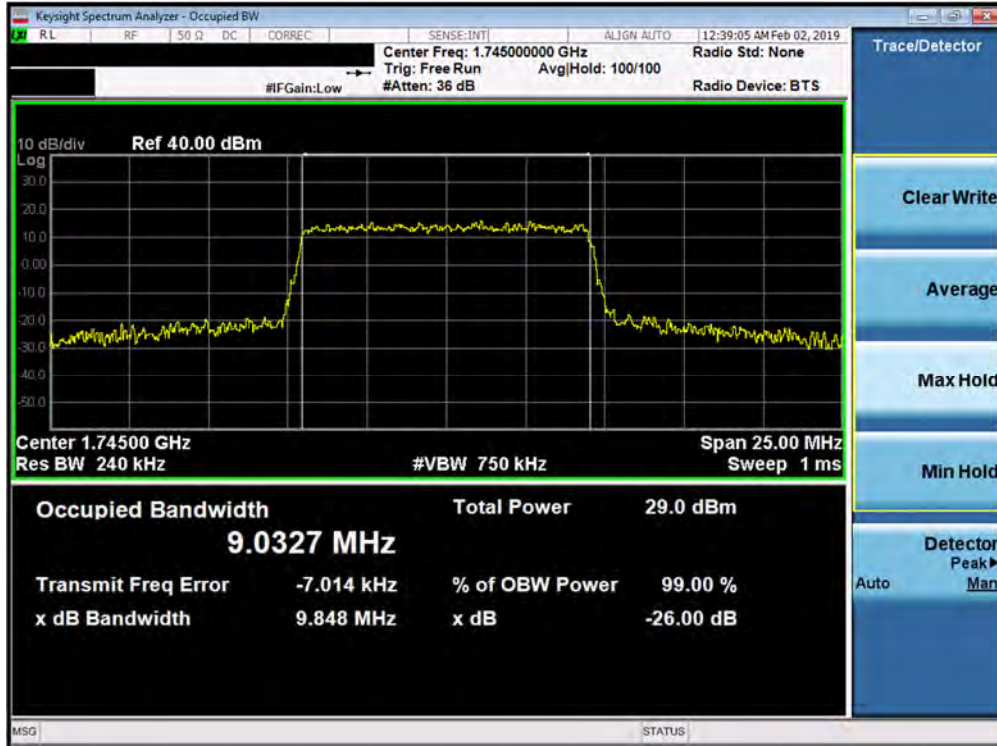 Keysight Spectrum Analyzer - Occupied BW
LXI RL RF 50 Ω DC CORREC SENSE:INT ALIGN AUTO 12:39:05 AM Feb 02, 2019
Center Freq: 1.745000000 GHz Radio Std: None
Trig: Free Run Avg|Hold: 100/100
#IFGain:Low #Atten: 36 dB Radio Device: BTS
Trace/Detector
10 dB/div Ref 40.00 dBm
Log
30.0
20.0
10.0
0.00
-10.0
-20.0
-30.0
-40.0
-50.0
Center 1.74500 GHz Span 25.00 MHz
Res BW 240 kHz #VBW 750 kHz Sweep 1 ms
Occupied Bandwidth Total Power 29.0 dBm
9.0327 MHz
Transmit Freq Error -7.014 kHz % of OBW Power 99.00 %
x dB Bandwidth 9.848 MHz x dB -26.00 dB
Clear Write
Average
Max Hold
Min Hold
Detector
Peak▶
Auto Man
MSG STATUS